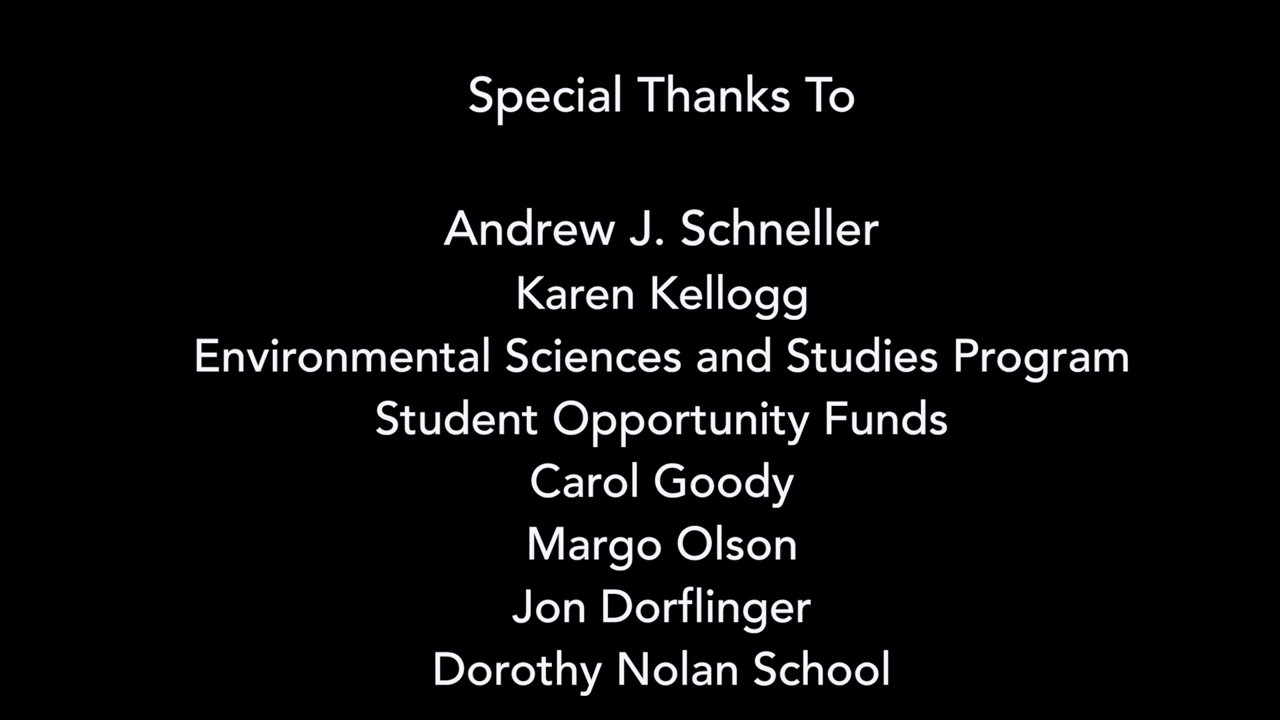 Special Thanks To
Andrew J. Schneller
Karen Kellogg
Environmental Sciences and Studies Program
Student Opportunity Funds
Carol Goody
Margo Olson
Jon Dorflinger
Dorothy Nolan School